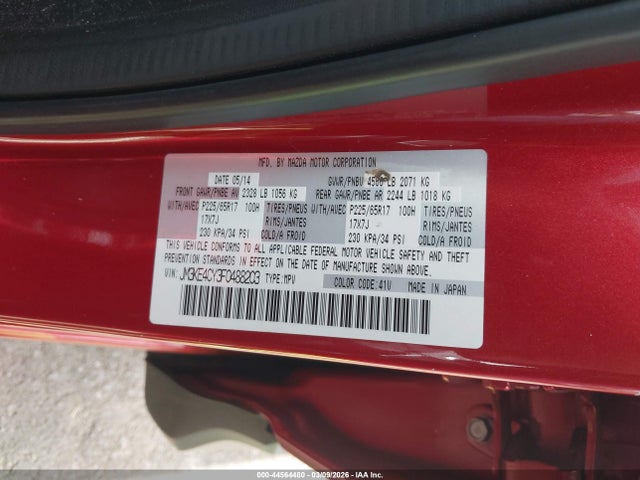 MFD. BY MAZDA MOTOR CORPORATION
DATE 05/14 GVWR/PNBV 4566 LB 2071 KG
FRONT GAWR/PNBE AV 2328 LB 1056 KG REAR GAWR/PNBE AR 2244 LB 1018 KG
WITH/AVEC P225/65R17 100H TIRES/PNEUS WITH/AVEC P225/65R17 100H TIRES/PNEUS
17X7J RIMS/JANTES 17X7J RIMS/JANTES
230 KPA/34 PSI COLD/A FROID 230 KPA/34 PSI COLD/A FROID
THIS VEHICLE CONFORMS TO ALL APPLICABLE FEDERAL MOTOR VEHICLE SAFETY, BUMPER, AND THEFT
PREVENTION STANDARDS IN EFFECT ON THE DATE OF MANUFACTURE SHOWN ABOVE.
VIN: JM3KE4CY3F0488203 TYPE:MPV COLOR CODE:41V MADE IN JAPAN
000-44564480 - 03/09/2026 - IAA Inc.